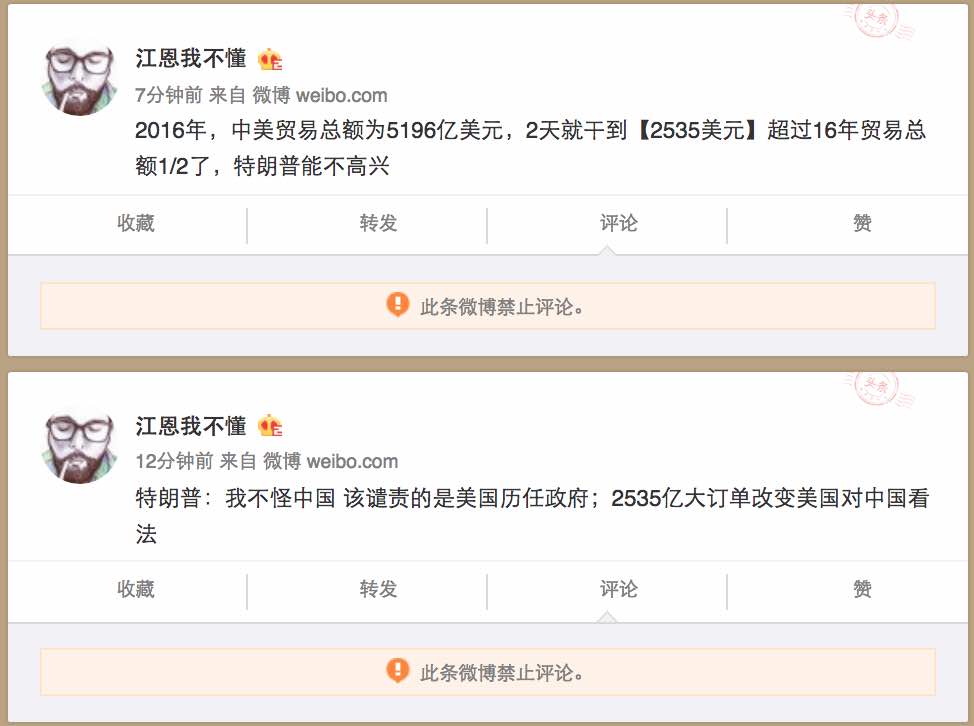 头条
江恩我不懂
7分钟前 来自 微博 weibo.com
2016年，中美贸易总额为5196亿美元，2天就干到【2535美元】超过16年贸易总
额1/2了，特朗普能不高兴
收藏 转发 评论 赞
此条微博禁止评论。
头条
江恩我不懂
12分钟前 来自 微博 weibo.com
特朗普：我不怪中国 该谴责的是美国历任政府；2535亿大订单改变美国对中国看
法
收藏 转发 评论 赞
此条微博禁止评论。